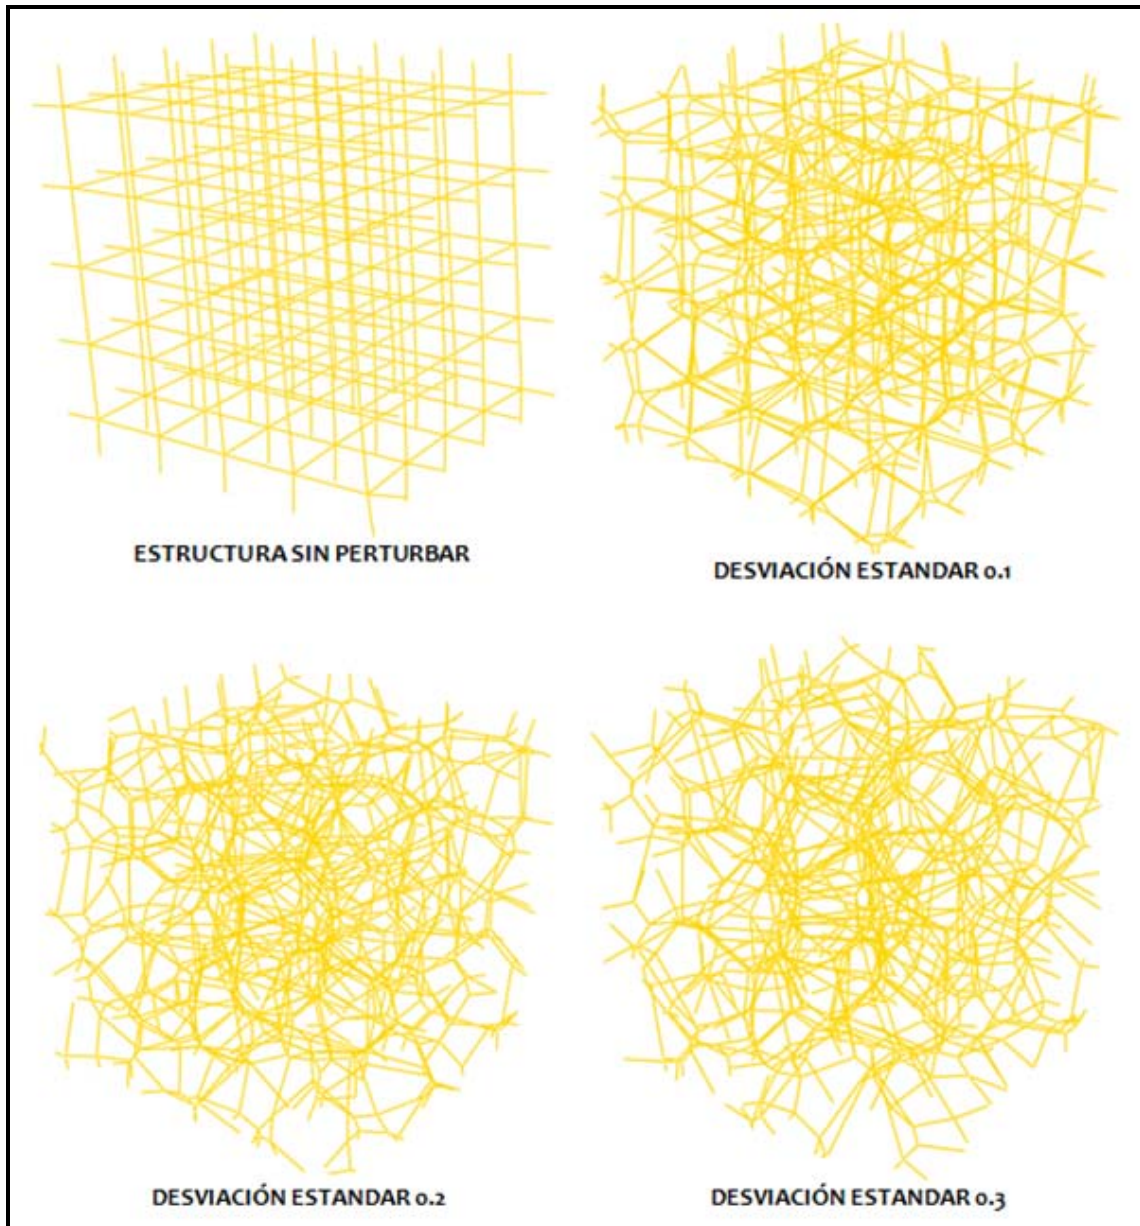 ESTRUCTURA SIN PERTURBAR
DESVIACIÓN ESTANDAR 0.1
DESVIACIÓN ESTANDAR 0.2
DESVIACIÓN ESTANDAR 0.3